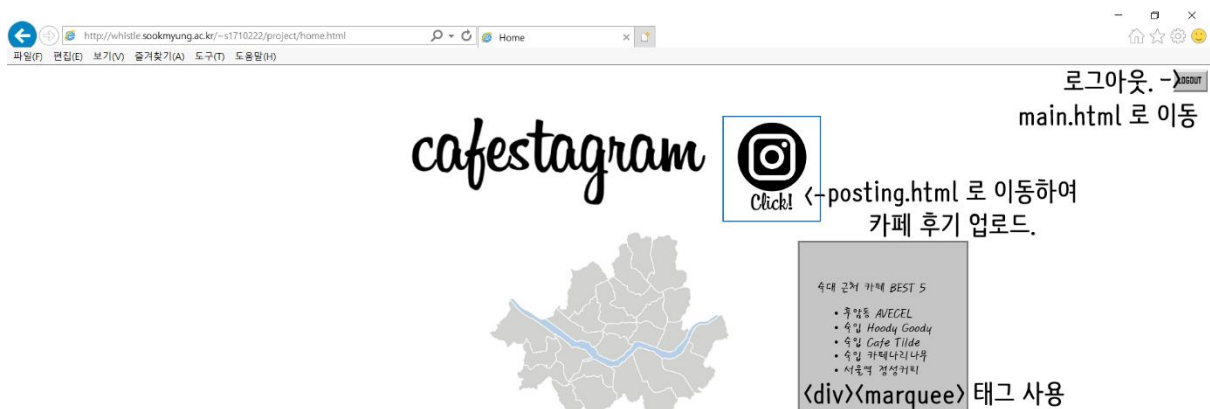 http://whistle.sookmyung.ac.kr/~s1710222/project/home.html
Home
파일(F) 편집(E) 보기(V) 즐겨찾기(A) 도구(T) 도움말(H)
로그아웃. -> LOGOUT
main.html 로 이동
cafestagram
Click!
<-posting.html 로 이동하여
카페 후기 업로드.
숙대 근처 카페 BEST 5
• 후암동 AVECEL
• 숙입 Hoody Goody
• 숙입 Cafe Tilde
• 숙입 카페나리나무
• 서울역 정성커피
<div><marquee> 태그 사용